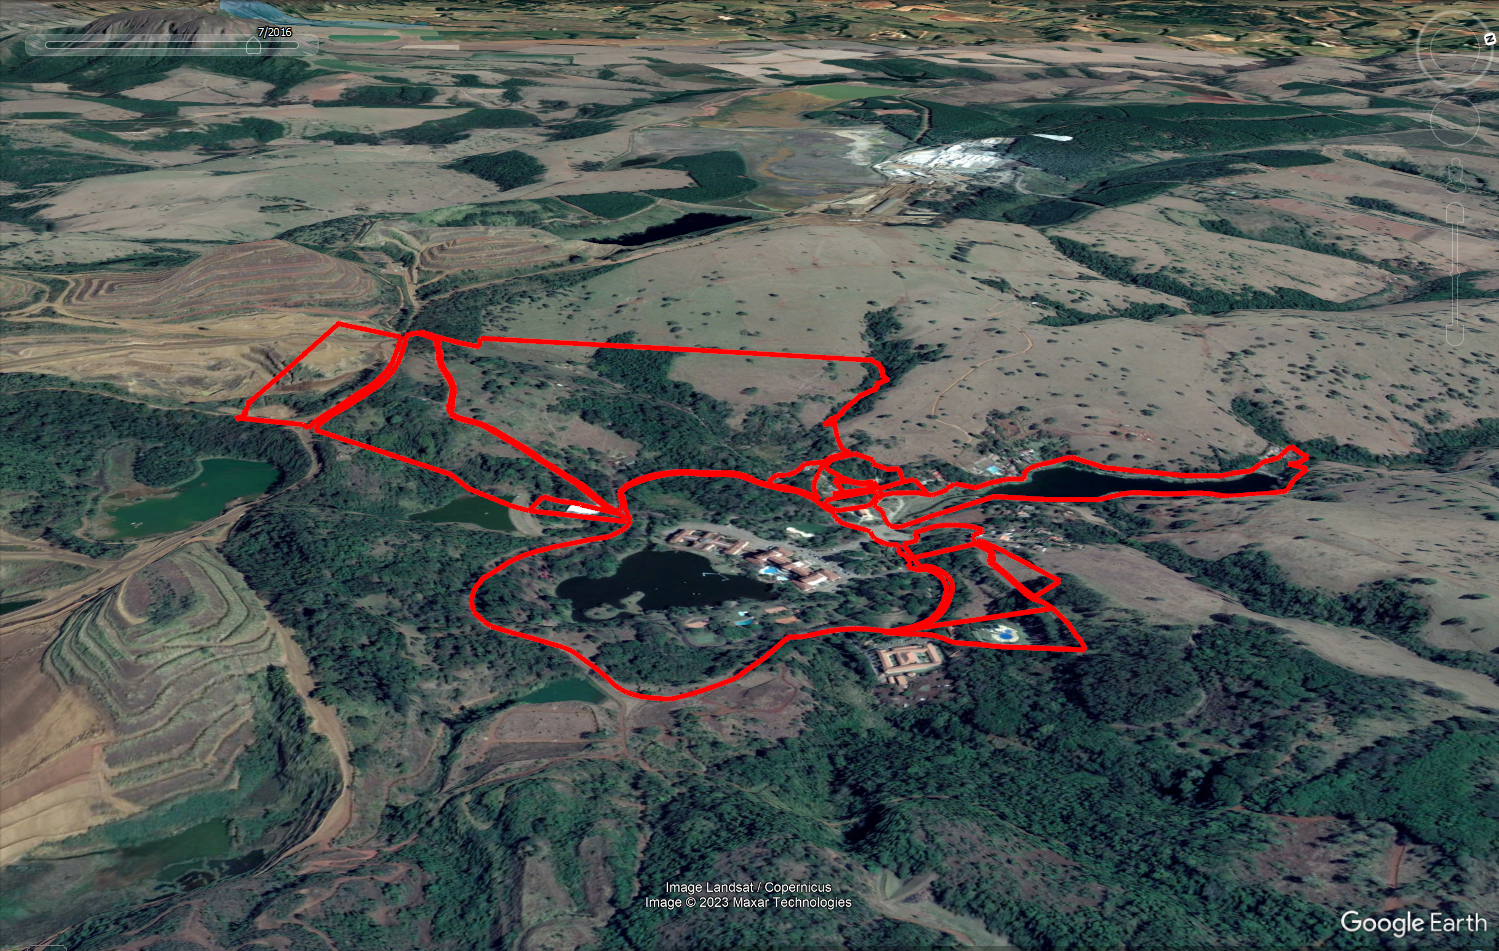 7/2016
N
Image Landsat / Copernicus
Image © 2023 Maxar Technologies
Google Earth